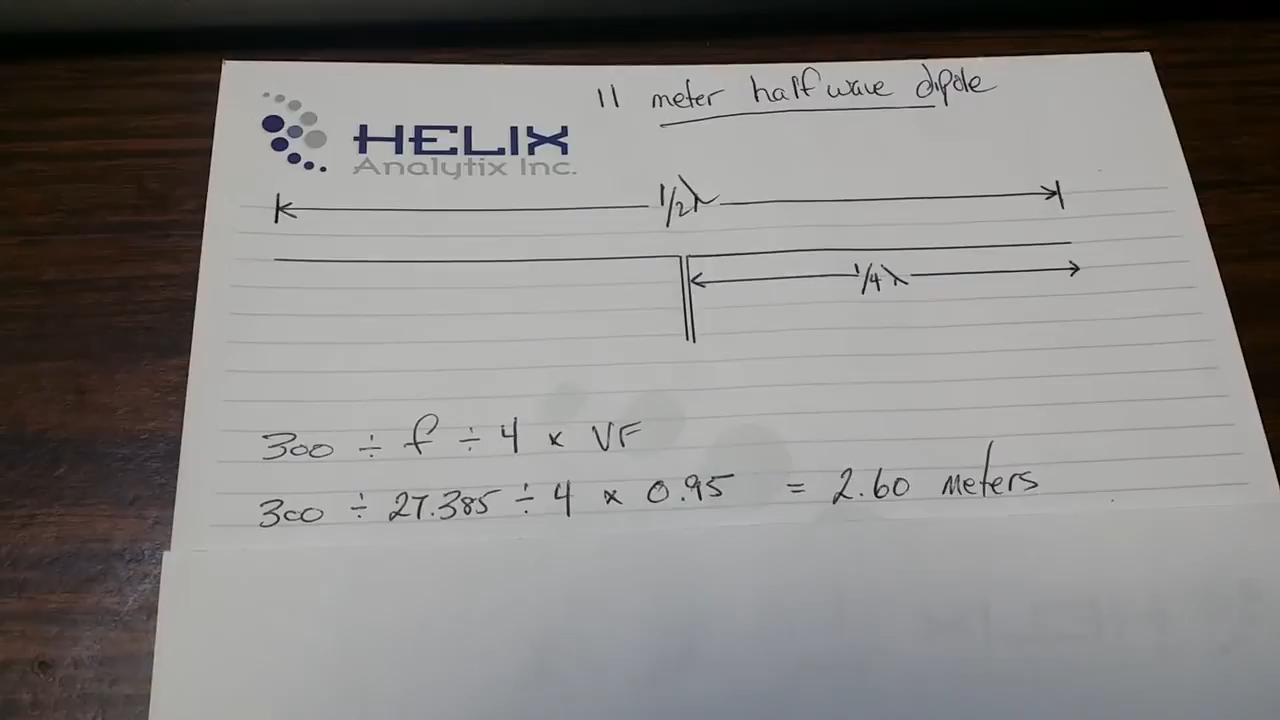 11 meter half wave dipole
HELIX
Analytix Inc.
1/2λ
1/4λ
300 ÷ f ÷ 4 x VF
300 ÷ 27.385 ÷ 4 x 0.95 = 2.60 meters